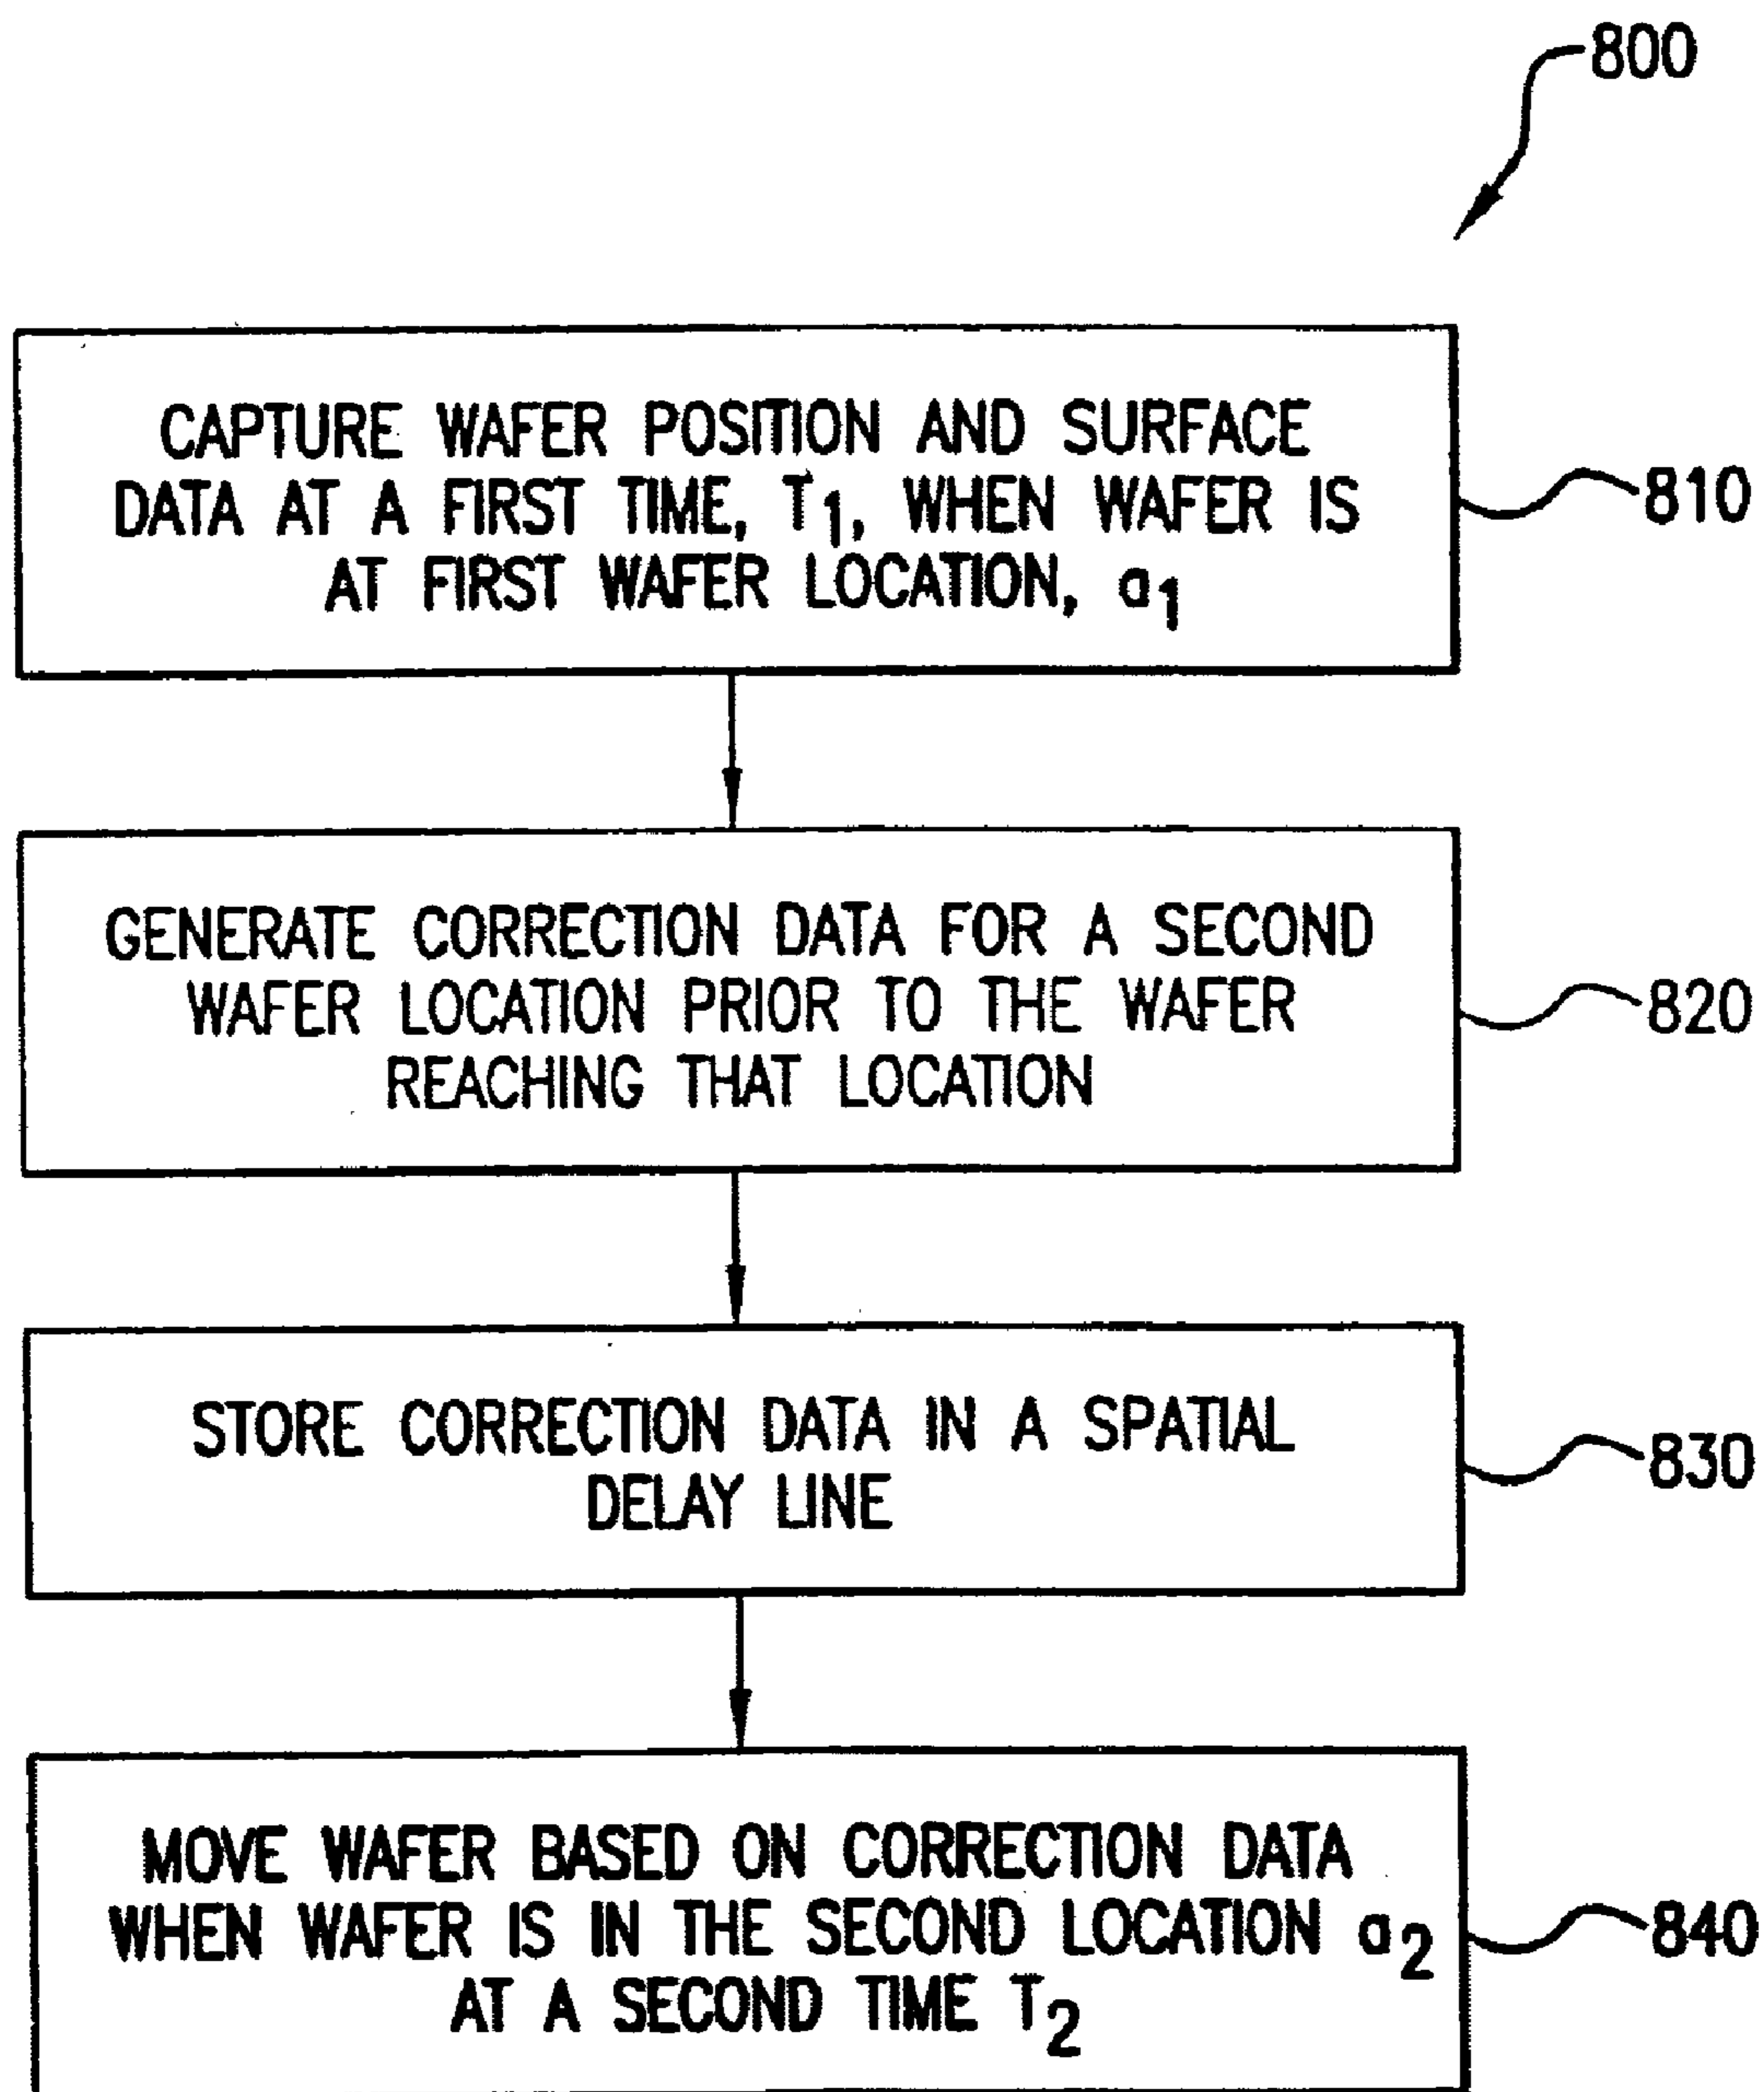 800
CAPTURE WAFER POSITION AND SURFACE
DATA AT A FIRST TIME, T1, WHEN WAFER IS
AT FIRST WAFER LOCATION, a1
810
GENERATE CORRECTION DATA FOR A SECOND
WAFER LOCATION PRIOR TO THE WAFER
REACHING THAT LOCATION
820
STORE CORRECTION DATA IN A SPATIAL
DELAY LINE
830
MOVE WAFER BASED ON CORRECTION DATA
WHEN WAFER IS IN THE SECOND LOCATION a2
AT A SECOND TIME T2
840